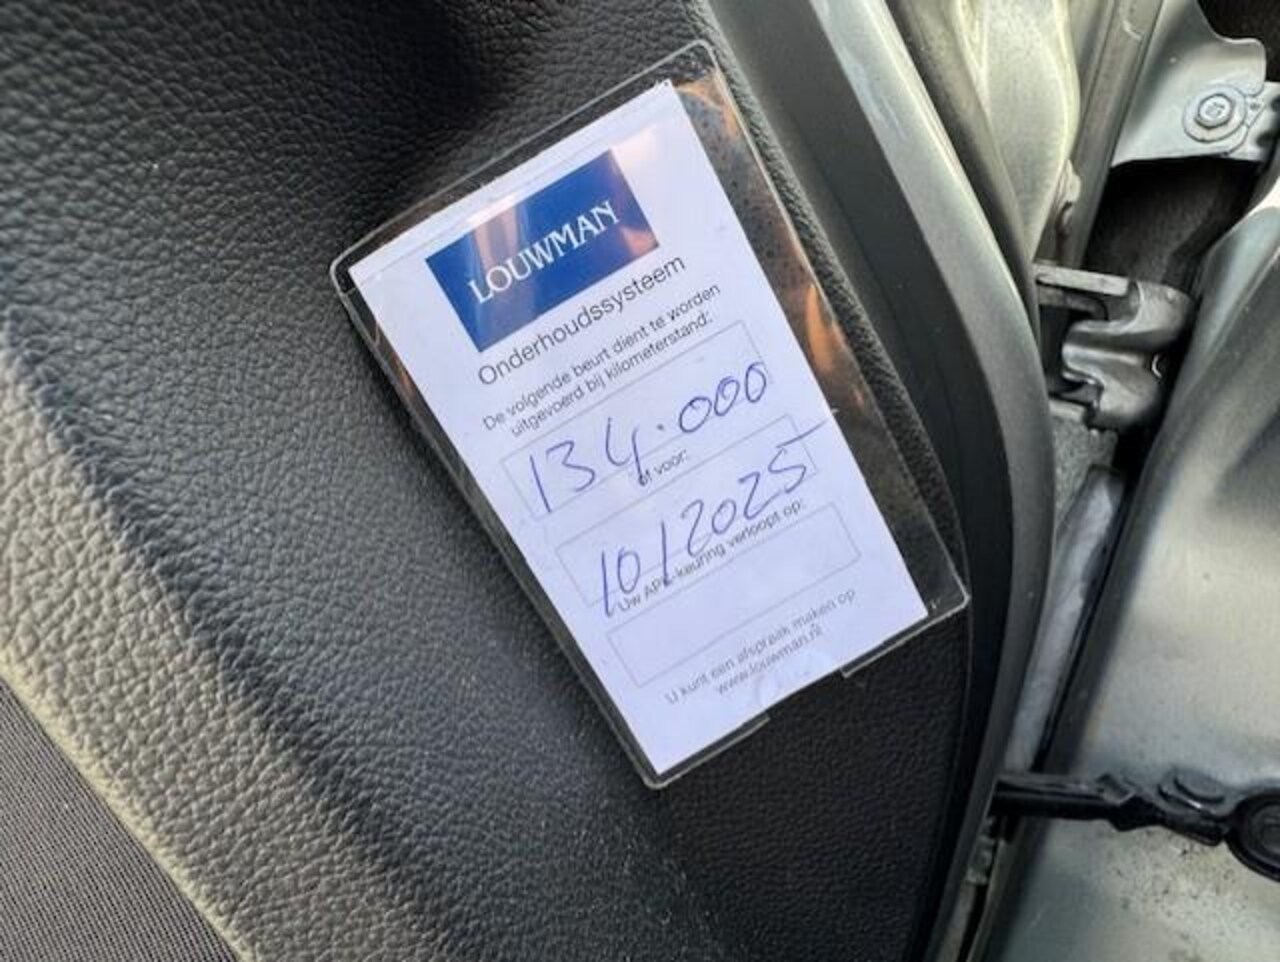 LOUWMAN
Onderhoudssysteem
De volgende beurt dient te worden
uitgevoerd bij kilometerstand:
134.000
of voor:
10/2025
Uw APK-keuring verloopt op:
U kunt een afspraak maken op
www.louwman.nl